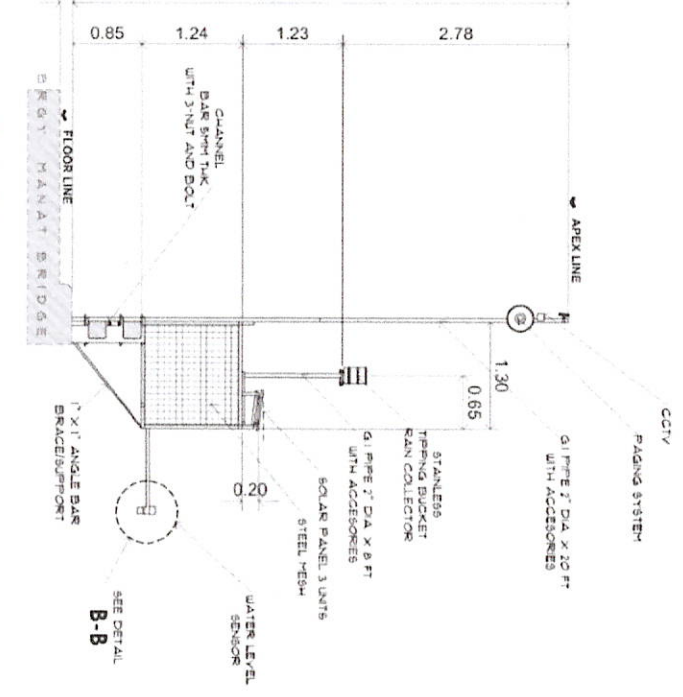 0.85
1.24
1.23
2.78
CHANNEL
BAR 5MM THK
WITH 3-NUT AND BOLT
FLOOR LINE
BRGY MANAT BRIDGE
APEX LINE
1.30
0.65
0.20
CCTV
PAGING SYSTEM
G.I PIPE 2" DIA. X 20 FT
WITH ACCESORIES
STAINLESS
TIPPING BUCKET
RAIN COLLECTOR
G.I PIPE 2" DIA. X 8 FT
WITH ACCESORIES
SOLAR PANEL 3 UNITS
STEEL MESH
WATER LEVEL
SENSOR
SEE DETAIL
B-B
1" X 1" ANGLE BAR
BRACE/SUPPORT